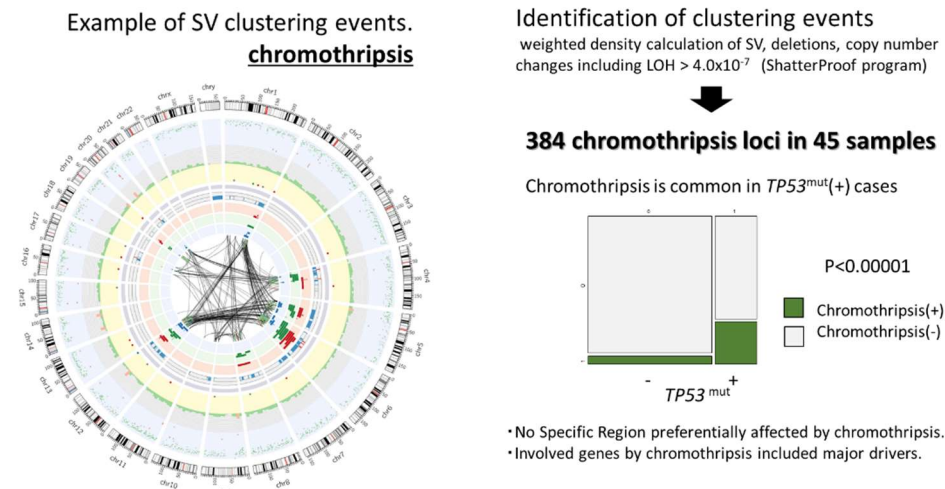 Example of SV clustering events.
chromothripsis
chr1
chr2
chr3
chr4
chr5
chr6
chr7
chr8
chr10
chr11
chr12
chr13
chr14
chr15
chr16
chr17
chr18
chr19
chr20
chr21
chr22
chrx
chry
Identification of clustering events
weighted density calculation of SV, deletions, copy number
changes including LOH > 4.0x10-7 (ShatterProof program)
384 chromothripsis loci in 45 samples
Chromothripsis is common in TP53mut(+) cases
P<0.00001
Chromothripsis(+)
Chromothripsis(-)
- +
TP53 mut
・No Specific Region preferentially affected by chromothripsis.
・Involved genes by chromothripsis included major drivers.